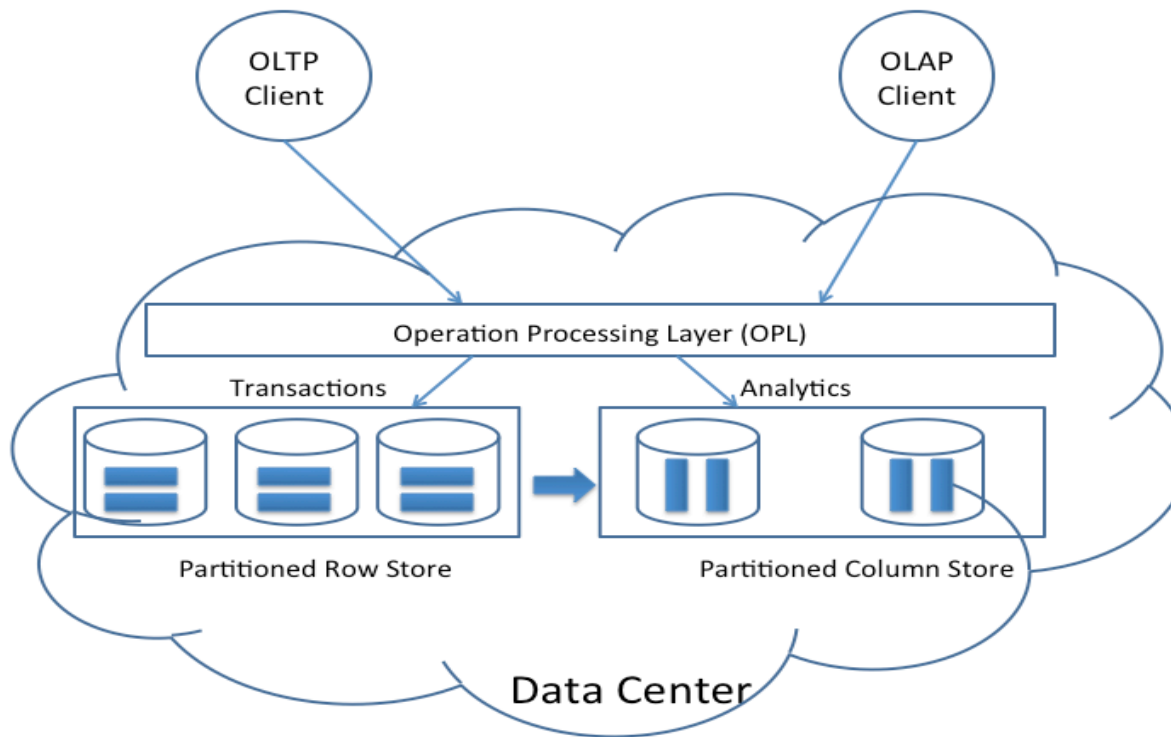 OLTP
Client
OLAP
Client
Operation Processing Layer (OPL)
Transactions
Analytics
Partitioned Row Store
Partitioned Column Store
Data Center